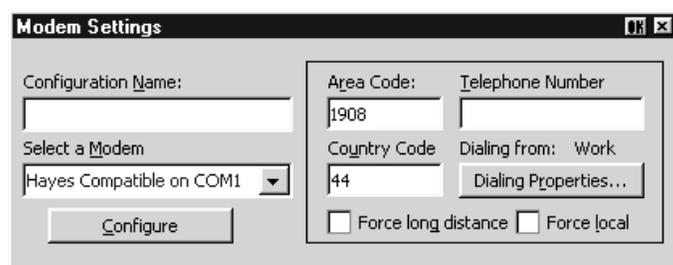 Modem Settings OK
Configuration Name:
Select a Modem
Hayes Compatible on COM1
Configure
Area Code: Telephone Number
1908
Country Code Dialing from: Work
44 Dialing Properties...
Force long distance Force local